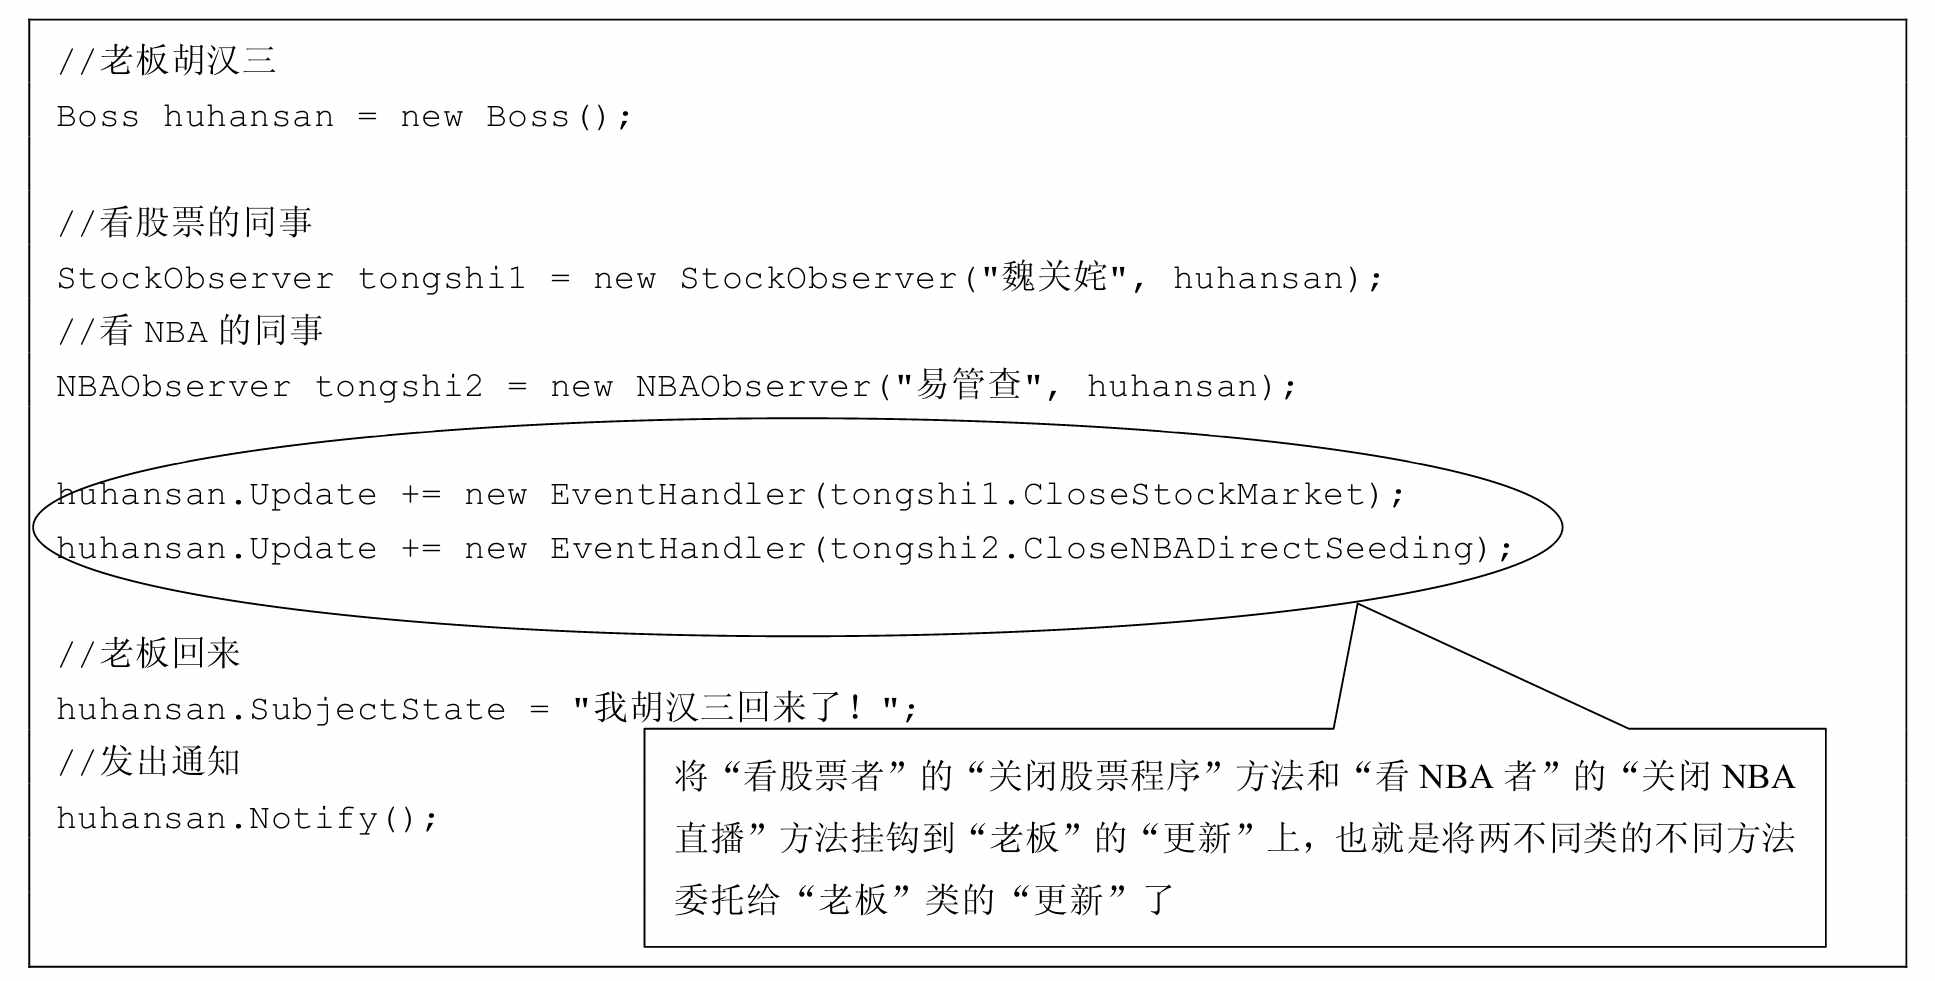 //老板胡汉三
Boss huhansan = new Boss();
//看股票的同事
StockObserver tongshi1 = new StockObserver("魏关姹", huhansan);
//看 NBA 的同事
NBAObserver tongshi2 = new NBAObserver("易管查", huhansan);
huhansan.Update += new EventHandler(tongshi1.CloseStockMarket);
huhansan.Update += new EventHandler(tongshi2.CloseNBADirectSeeding);
//老板回来
huhansan.SubjectState = "我胡汉三回来了！";
//发出通知
huhansan.Notify();
将“看股票者”的“关闭股票程序”方法和“看 NBA 者”的“关闭 NBA
直播”方法挂钩到“老板”的“更新”上，也就是将两不同类的不同方法
委托给“老板”类的“更新”了